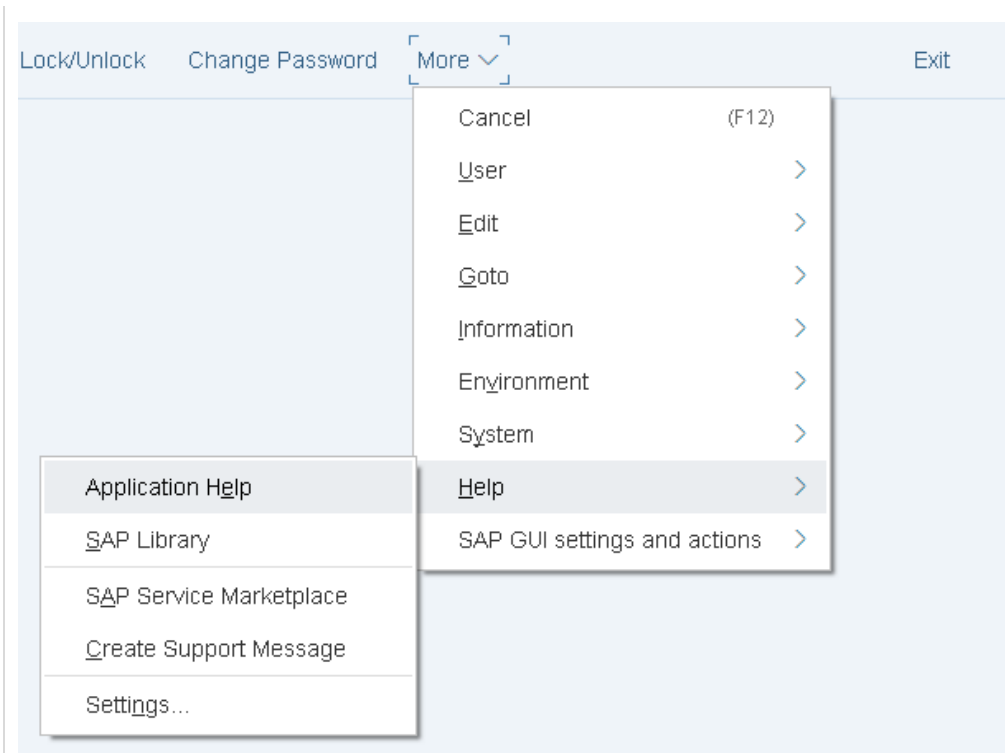 Lock/Unlock Change Password More Exit
Cancel (F12)
User
Edit
Goto
Information
Environment
System
Help
SAP GUI settings and actions
Application Help
SAP Library
SAP Service Marketplace
Create Support Message
Settings...